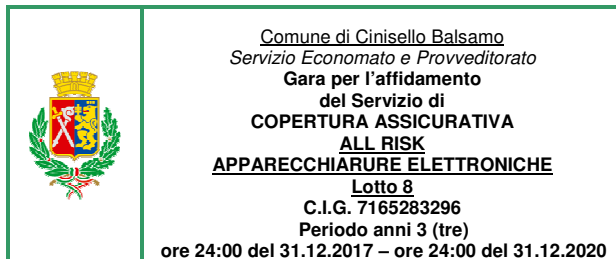 Comune di Cinisello Balsamo
Servizio Economato e Provveditorato
Gara per l'affidamento
del Servizio di
COPERTURA ASSICURATIVA
ALL RISK
APPARECCHIARURE ELETTRONICHE
Lotto 8
C.I.G. 7165283296
Periodo anni 3 (tre)
ore 24:00 del 31.12.2017 – ore 24:00 del 31.12.2020